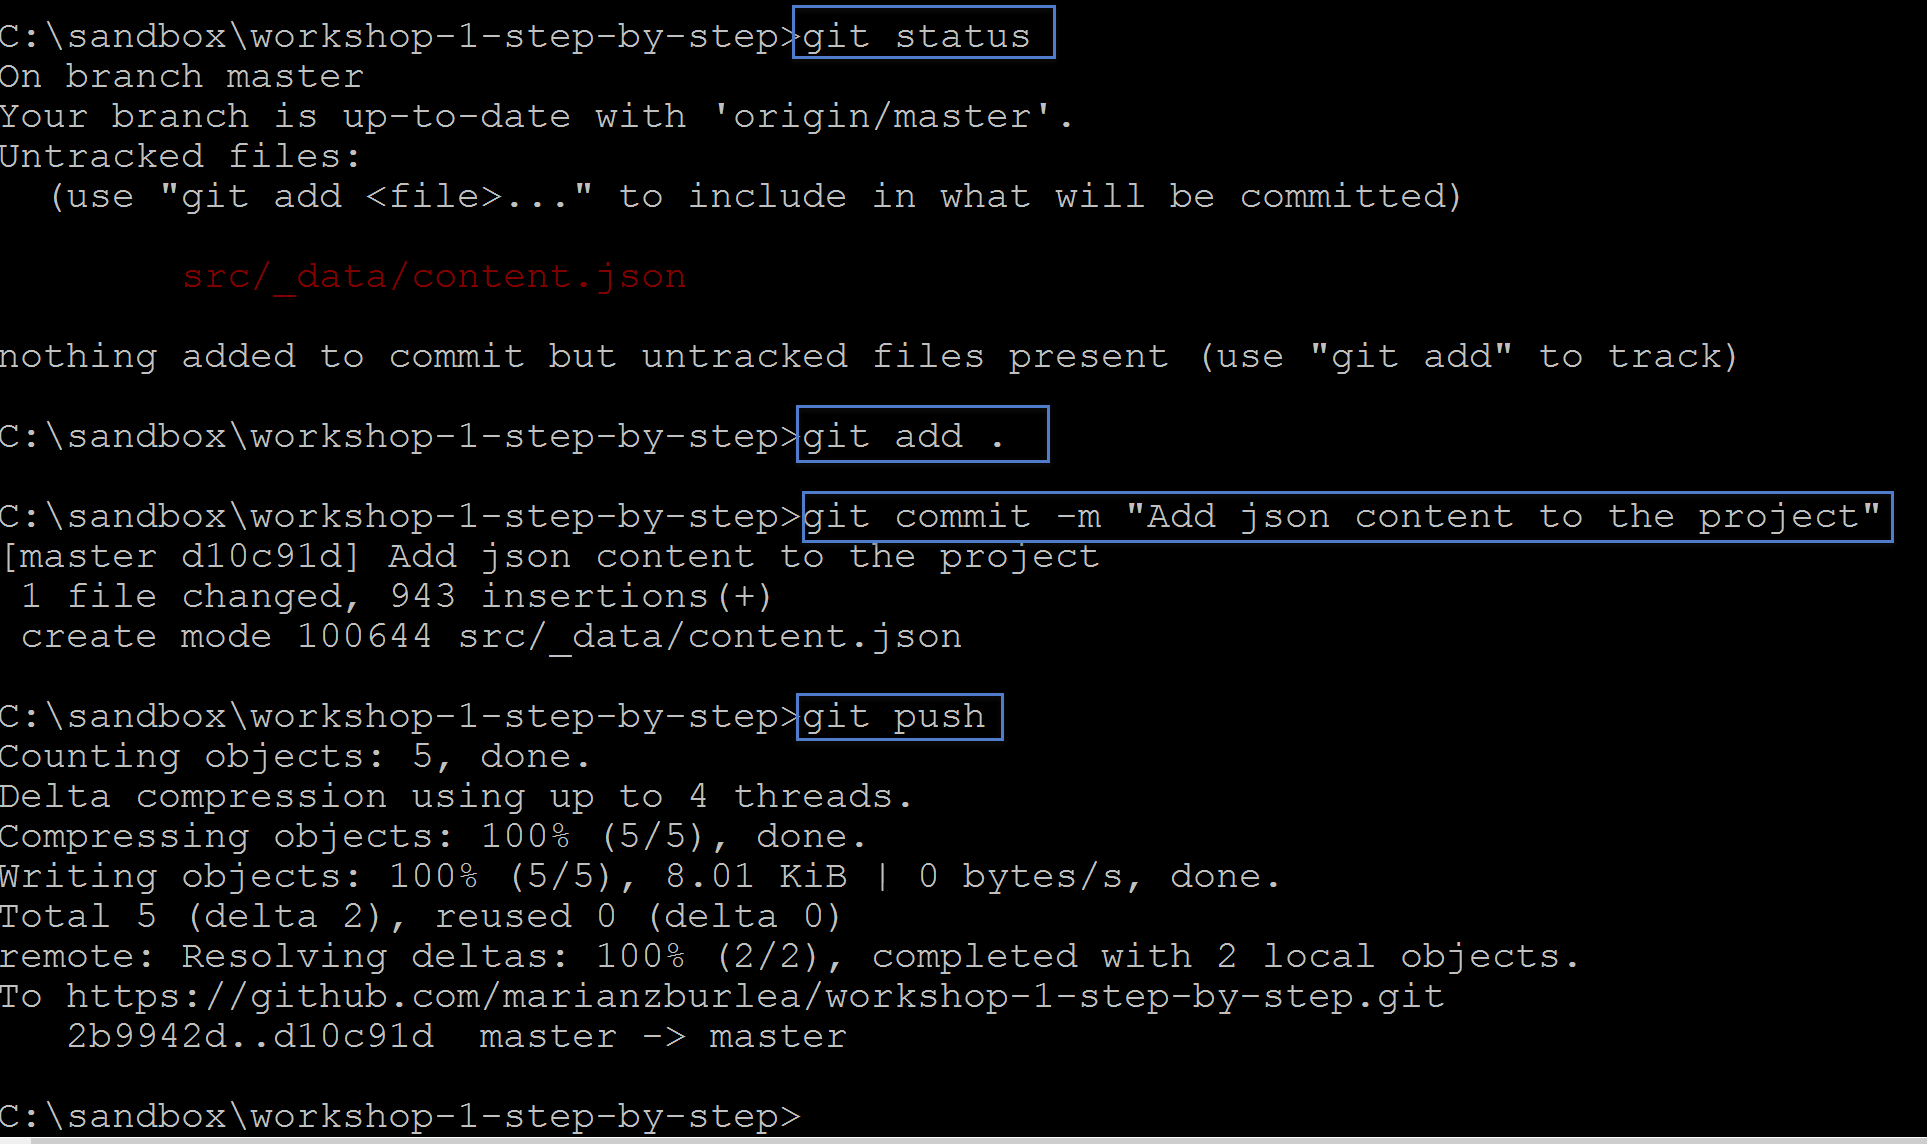 C:\sandbox\workshop-1-step-by-step>git status
On branch master
Your branch is up-to-date with 'origin/master'.
Untracked files:
  (use "git add <file>..." to include in what will be committed)

        src/_data/content.json

nothing added to commit but untracked files present (use "git add" to track)

C:\sandbox\workshop-1-step-by-step>git add .

C:\sandbox\workshop-1-step-by-step>git commit -m "Add json content to the project"
[master d10c91d] Add json content to the project
 1 file changed, 943 insertions(+)
 create mode 100644 src/_data/content.json

C:\sandbox\workshop-1-step-by-step>git push
Counting objects: 5, done.
Delta compression using up to 4 threads.
Compressing objects: 100% (5/5), done.
Writing objects: 100% (5/5), 8.01 KiB | 0 bytes/s, done.
Total 5 (delta 2), reused 0 (delta 0)
remote: Resolving deltas: 100% (2/2), completed with 2 local objects.
To https://github.com/marianzburlea/workshop-1-step-by-step.git
   2b9942d..d10c91d  master -> master

C:\sandbox\workshop-1-step-by-step>